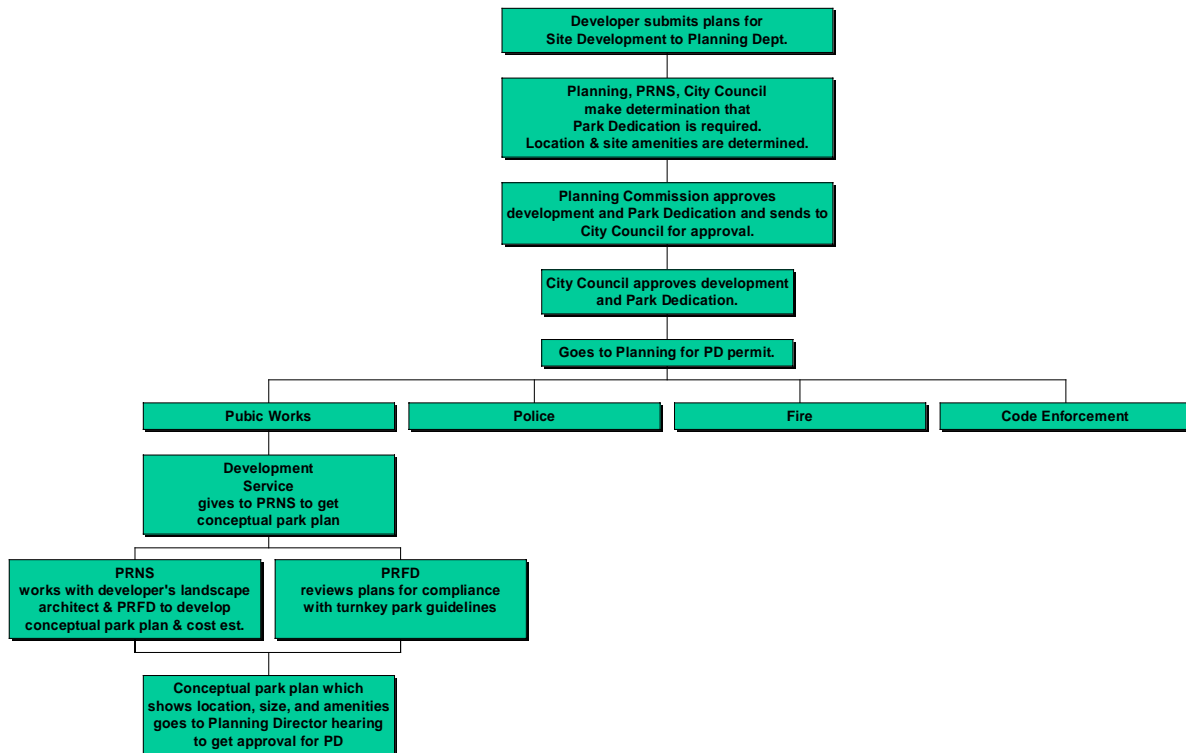 Developer submits plans for
Site Development to Planning Dept.
Planning, PRNS, City Council
make determination that
Park Dedication is required.
Location & site amenities are determined.
Planning Commission approves
development and Park Dedication and sends to
City Council for approval.
City Council approves development
and Park Dedication.
Goes to Planning for PD permit.
Pubic Works
Police
Fire
Code Enforcement
Development
Service
gives to PRNS to get
conceptual park plan
PRNS
works with developer's landscape
architect & PRFD to develop
conceptual park plan & cost est.
PRFD
reviews plans for compliance
with turnkey park guidelines
Conceptual park plan which
shows location, size, and amenities
goes to Planning Director hearing
to get approval for PD